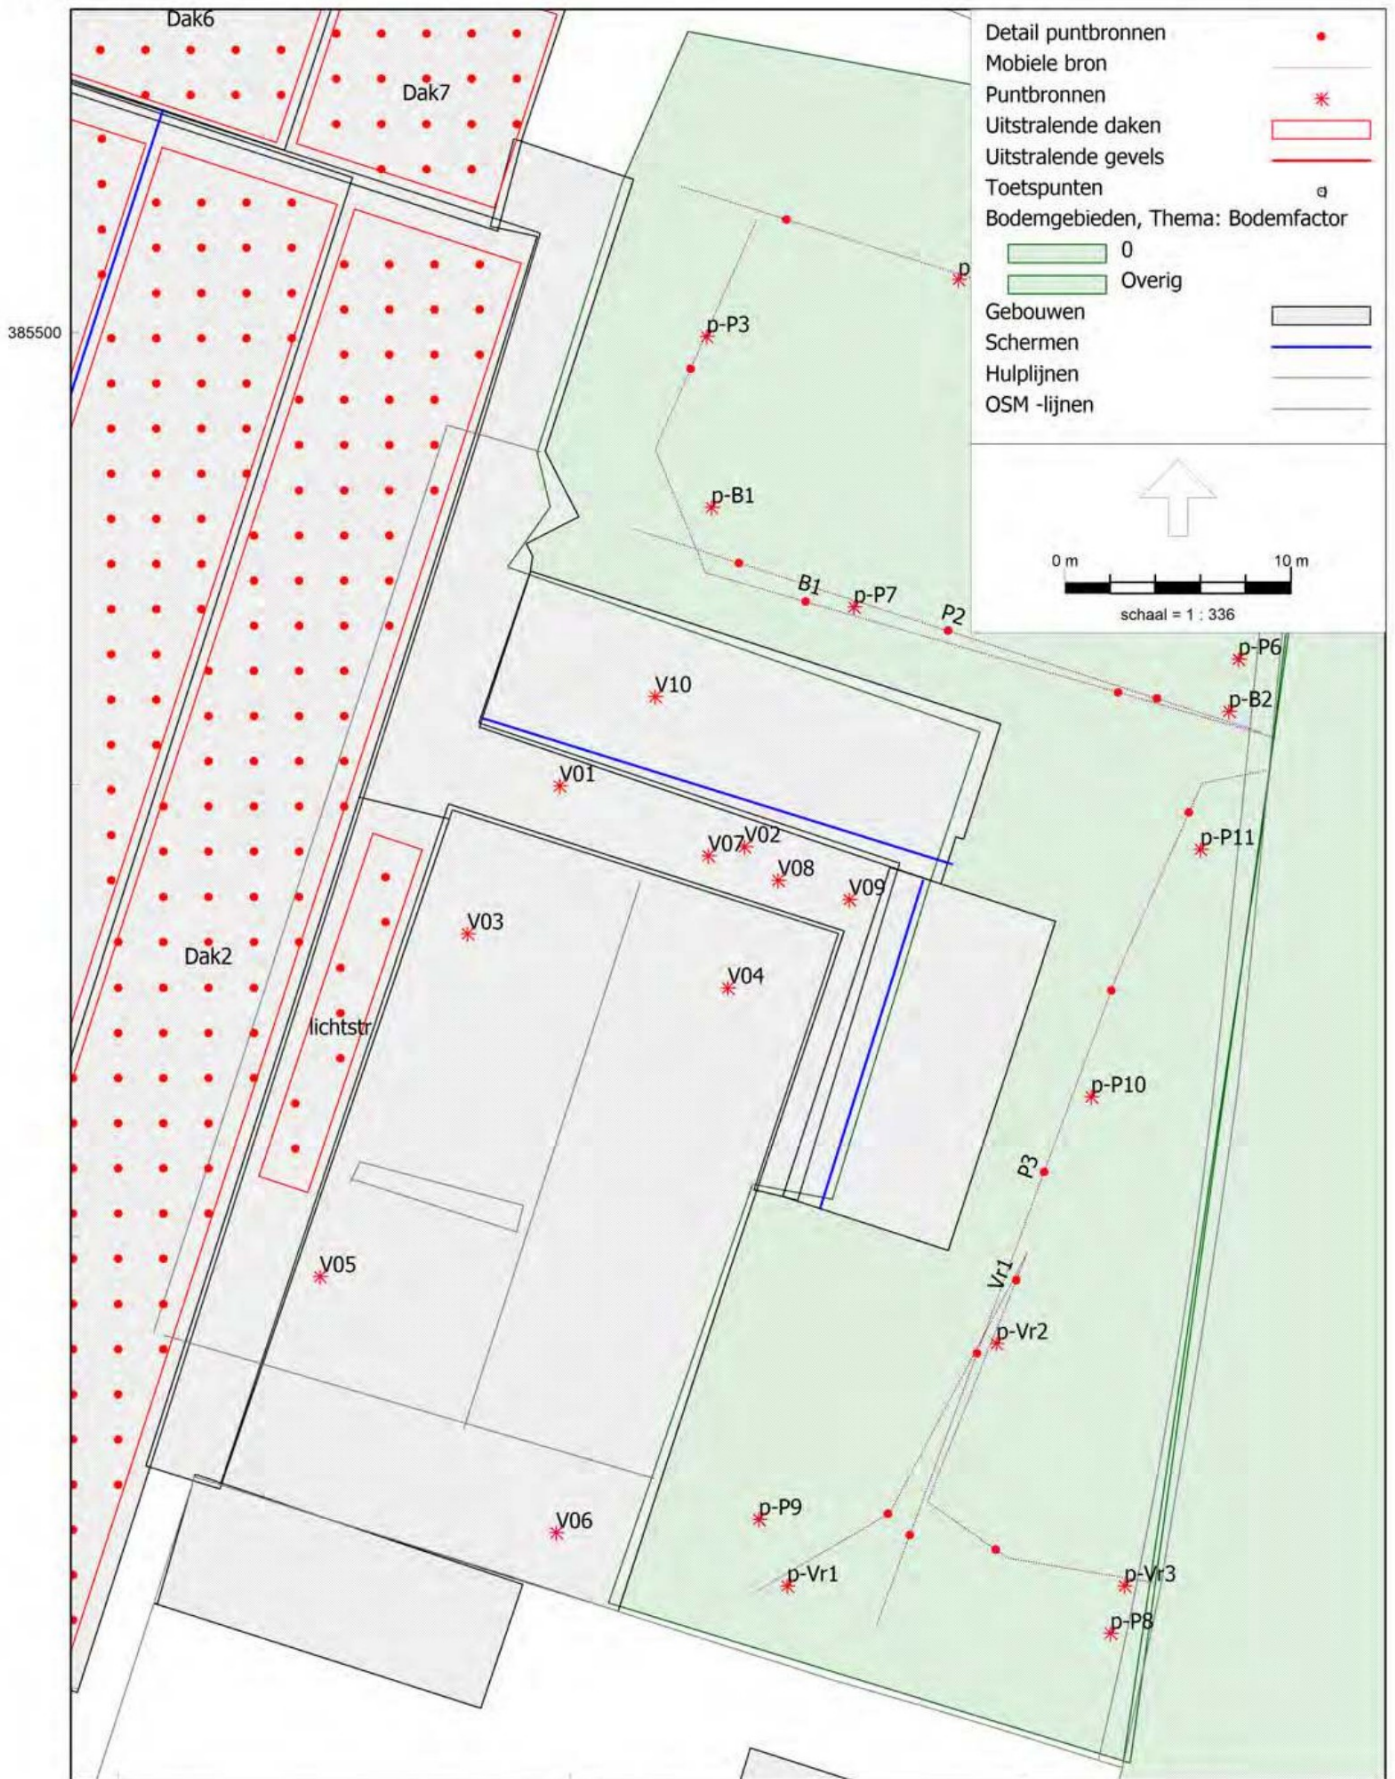 Dak6
Dak7
Detail puntbronnen
Mobiele bron
Puntbronnen
Uitstralende daken
Uitstralende gevels
Toetspunten
Bodemgebieden, Thema: Bodemfactor
0
Overig
Gebouwen
Schermen
Hulplijnen
OSM -lijnen
0 m 10 m
schaal = 1 : 336
385500
p
p-P3
p-B1
B1
p-P7
P2
p-P6
p-B2
V10
V01
V07
V02
V08
V09
p-P11
V03
V04
Dak2
lichtstr
p-P10
P3
Vr1
V05
p-Vr2
p-P9
V06
p-Vr1
p-Vr3
p-P8